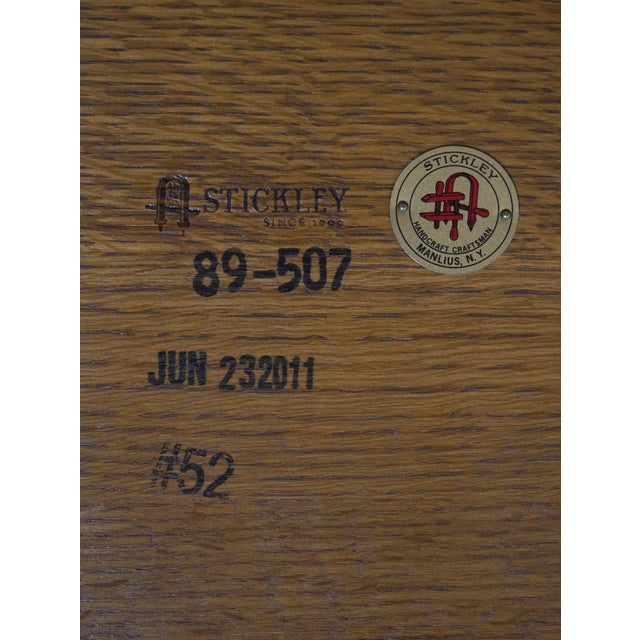 STICKLEY
SINCE 1900
89-507
JUN 232011
#52
STICKLEY
HANDCRAFT CRAFTSMAN
MANLIUS, N.Y.